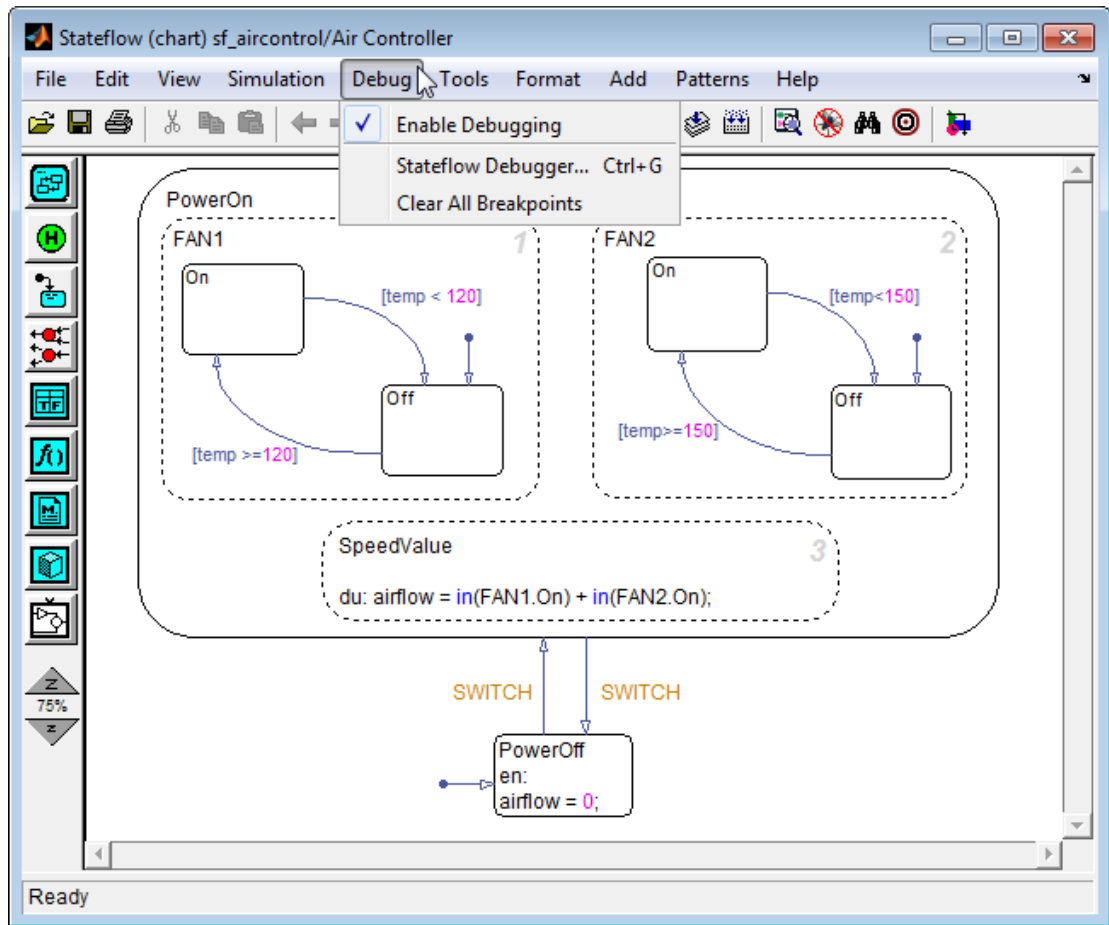 Stateflow (chart) sf_aircontrol/Air Controller
File Edit View Simulation Debug Tools Format Add Patterns Help
Enable Debugging
Stateflow Debugger... Ctrl+G
Clear All Breakpoints
PowerOn
FAN1 1
On
[temp < 120]
Off
[temp >=120]
FAN2 2
On
[temp<150]
Off
[temp>=150]
SpeedValue 3
du: airflow = in(FAN1.On) + in(FAN2.On);
SWITCH SWITCH
PowerOff
en:
airflow = 0;
H
TF
f()
M
Z
75%
z
Ready